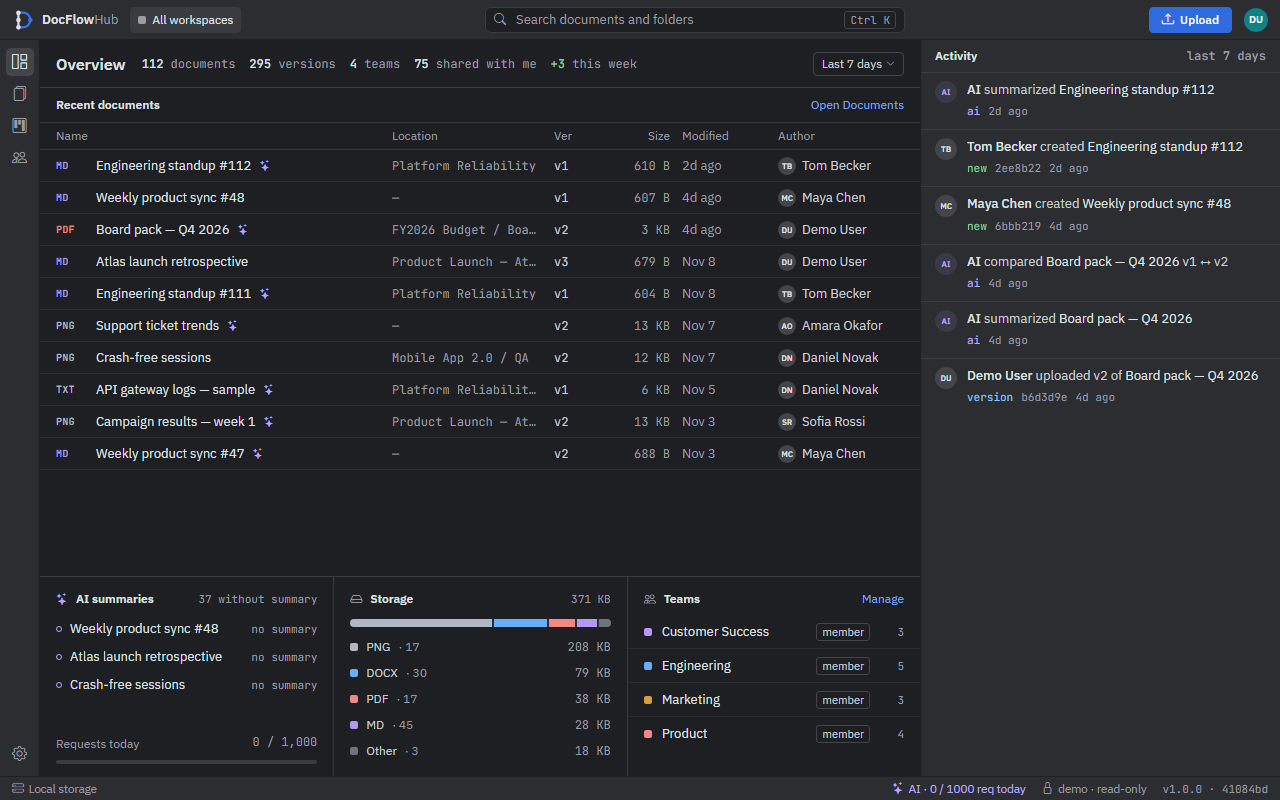 DocFlowHub All workspaces Search documents and folders Ctrl K Upload DU
Overview 112 documents 295 versions 4 teams 75 shared with me +3 this week Last 7 days
Recent documents Open Documents
Name Location Ver Size Modified Author
MD Engineering standup #112 Platform Reliability v1 610 B 2d ago TB Tom Becker
MD Weekly product sync #48 — v1 607 B 4d ago MC Maya Chen
PDF Board pack — Q4 2026 FY2026 Budget / Boa… v2 3 KB 4d ago DU Demo User
MD Atlas launch retrospective Product Launch — At… v3 679 B Nov 8 DU Demo User
MD Engineering standup #111 Platform Reliability v1 604 B Nov 8 TB Tom Becker
PNG Support ticket trends — v2 13 KB Nov 7 AO Amara Okafor
PNG Crash-free sessions Mobile App 2.0 / QA v2 12 KB Nov 7 DN Daniel Novak
TXT API gateway logs — sample Platform Reliabilit… v1 6 KB Nov 5 DN Daniel Novak
PNG Campaign results — week 1 Product Launch — At… v2 13 KB Nov 3 SR Sofia Rossi
MD Weekly product sync #47 — v2 688 B Nov 3 MC Maya Chen
AI summaries 37 without summary
Weekly product sync #48 no summary
Atlas launch retrospective no summary
Crash-free sessions no summary
Requests today 0 / 1,000
Storage 371 KB
PNG · 17 208 KB
DOCX · 30 79 KB
PDF · 17 38 KB
MD · 45 28 KB
Other · 3 18 KB
Teams Manage
Customer Success member 3
Engineering member 5
Marketing member 3
Product member 4
Activity last 7 days
AI AI summarized Engineering standup #112
ai 2d ago
TB Tom Becker created Engineering standup #112
new 2ee8b22 2d ago
MC Maya Chen created Weekly product sync #48
new 6bbb219 4d ago
AI AI compared Board pack — Q4 2026 v1 ↔ v2
ai 4d ago
AI AI summarized Board pack — Q4 2026
ai 4d ago
DU Demo User uploaded v2 of Board pack — Q4 2026
version b6d3d9e 4d ago
Local storage AI · 0 / 1000 req today demo · read-only v1.0.0 · 41084bd